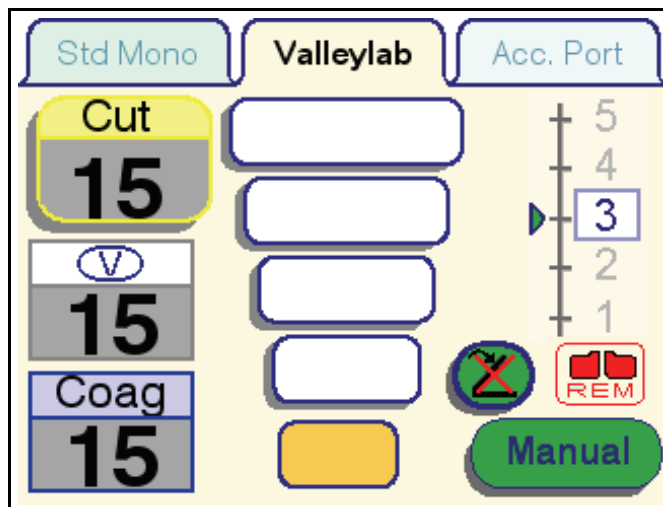 Std Mono
Valleylab
Acc. Port
Cut
15
V
15
Coag
15
5
4
3
2
1
REM
Manual